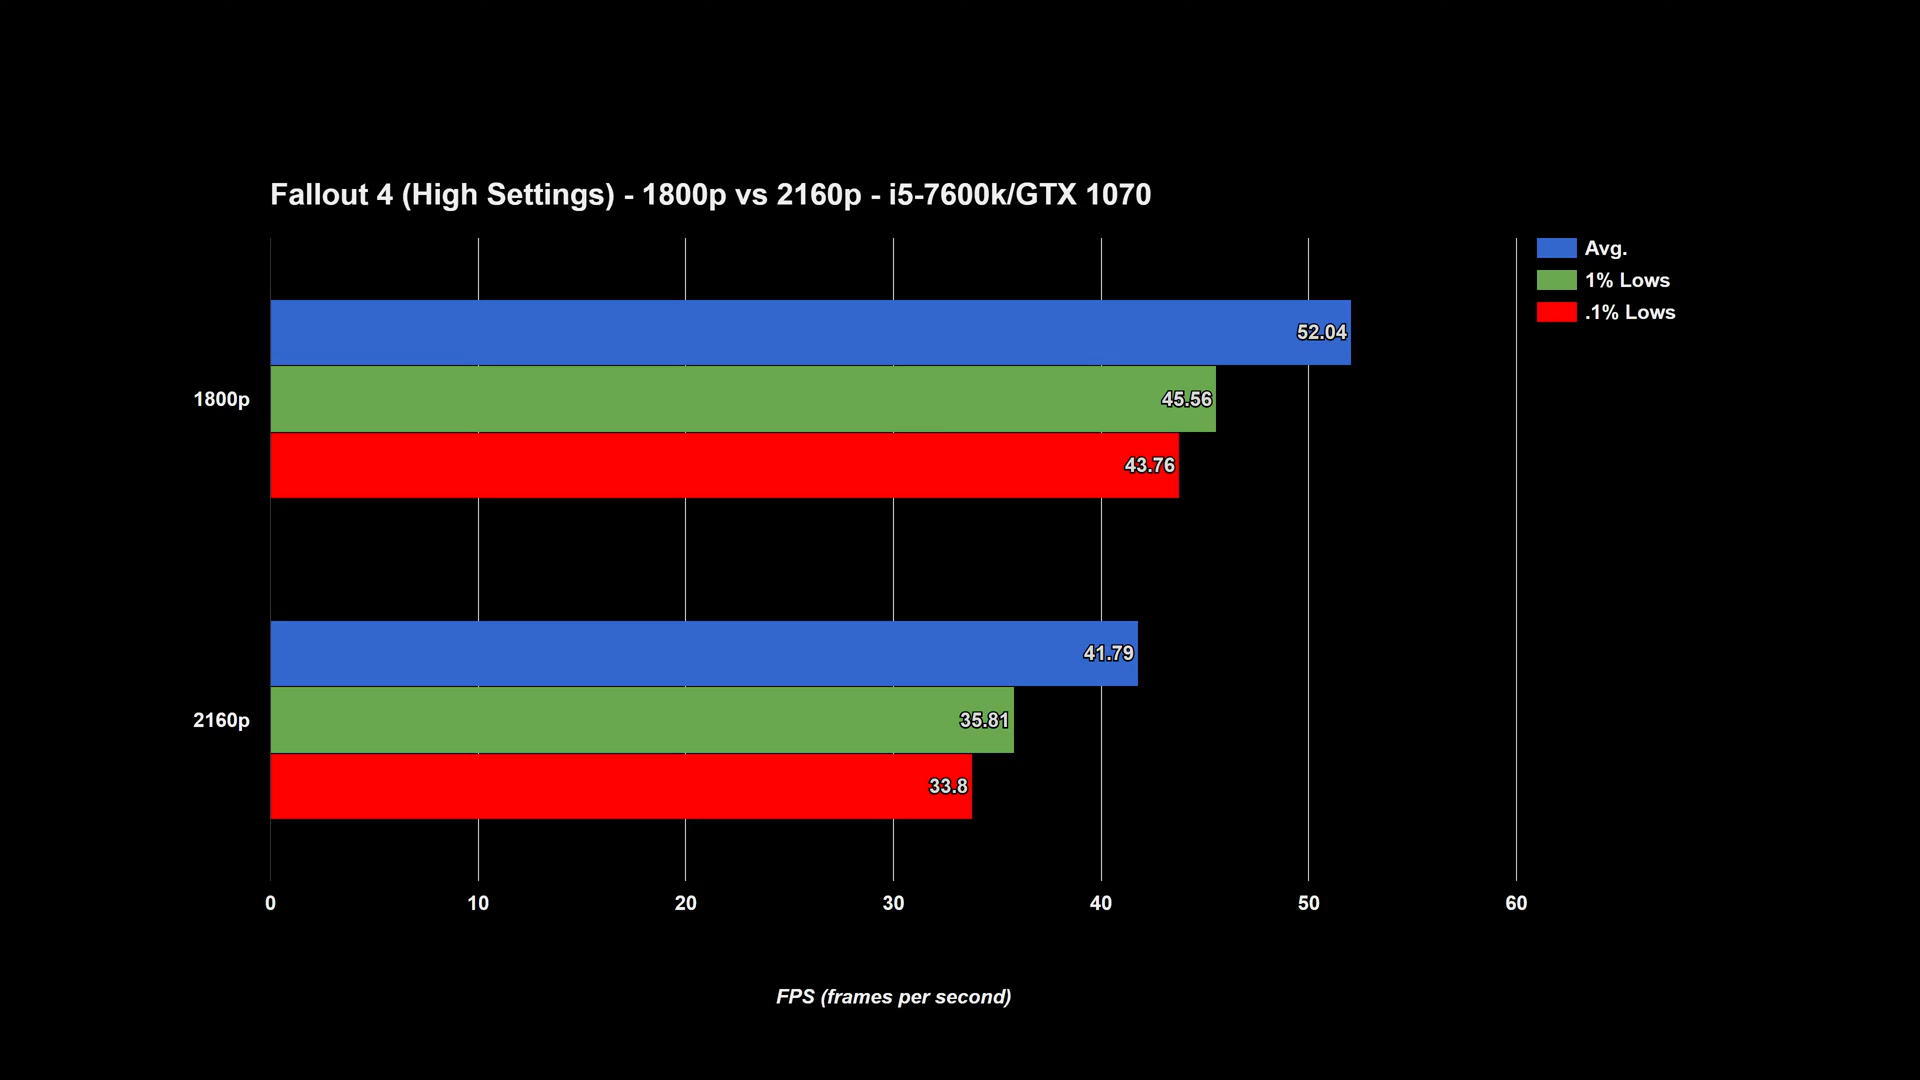 Fallout 4 (High Settings) - 1800p vs 2160p - i5-7600k/GTX 1070
Avg.
1% Lows
.1% Lows
1800p
52.04
45.56
43.76
2160p
41.79
35.81
33.8
0 10 20 30 40 50 60
FPS (frames per second)